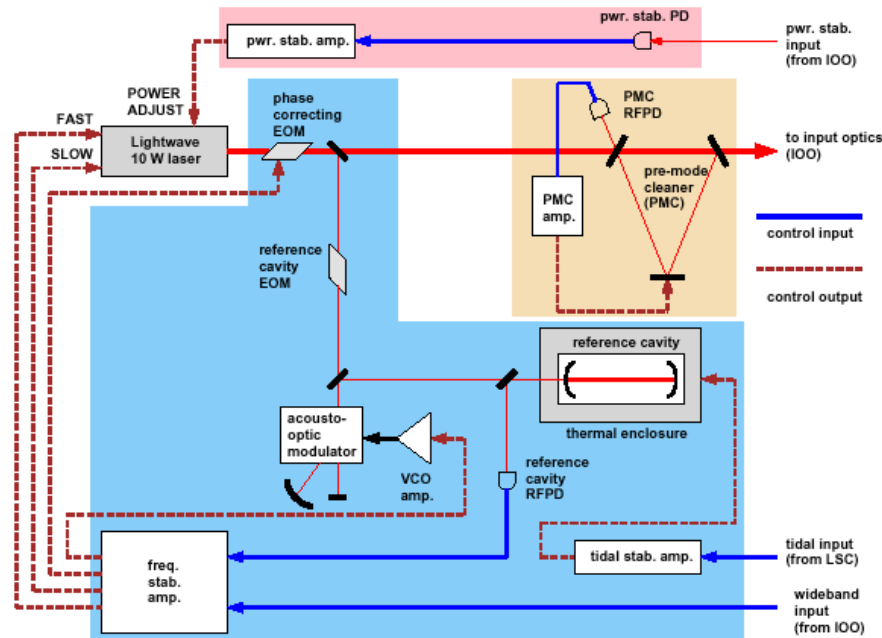 pwr. stab. PD
pwr. stab. amp.
pwr. stab.
input
(from IOO)
POWER
ADJUST
FAST
SLOW
Lightwave
10 W laser
phase
correcting
EOM
PMC
RFPD
to input optics
(IOO)
pre-mode
cleaner
(PMC)
PMC
amp.
control input
control output
reference
cavity
EOM
reference cavity
thermal enclosure
acousto-
optic
modulator
VCO
amp.
reference
cavity
RFPD
freq.
stab.
amp.
tidal stab. amp.
tidal input
(from LSC)
wideband
input
(from IOO)